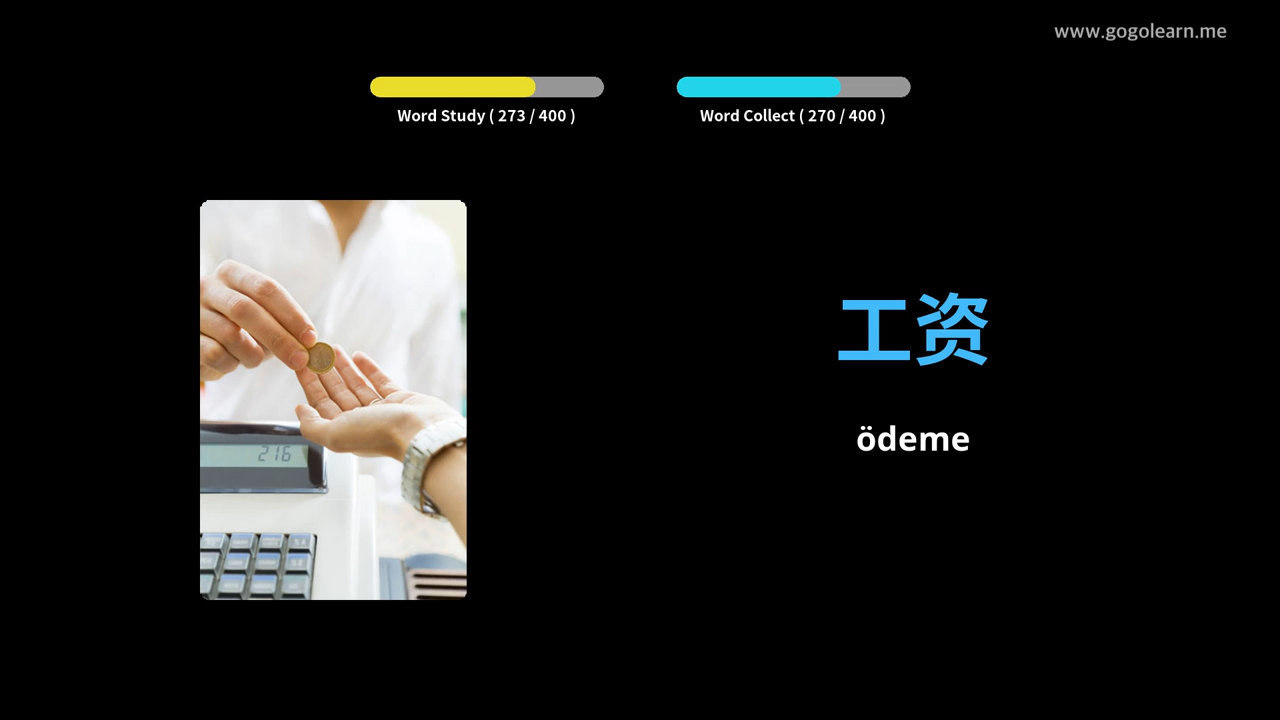 www.gogolearn.me
Word Study ( 273 / 400 )
Word Collect ( 270 / 400 )
工资
ödeme
216